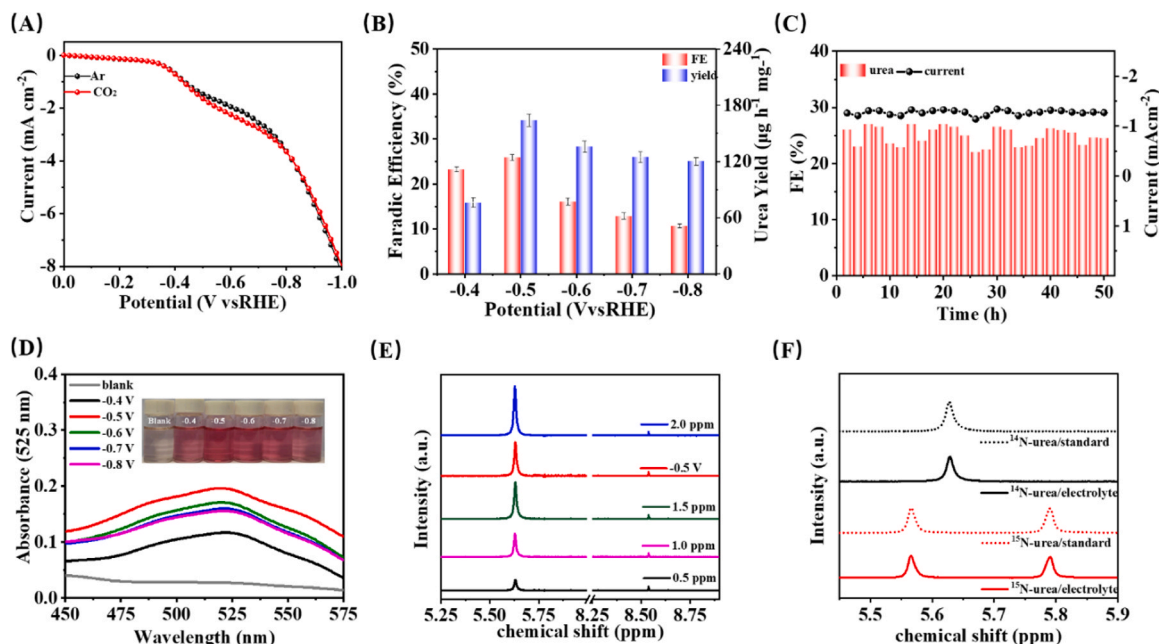 (A)
0
-2
-4
-6
-8
0.0 -0.2 -0.4 -0.6 -0.8 -1.0
Current (mA cm-2)
Potential (V vsRHE)
Ar
CO2
(B)
50
40
30
20
10
0
240
180
120
60
0
-0.4 -0.5 -0.6 -0.7 -0.8
Faradic Efficiency (%)
Urea Yield (μg h-1 mg-1)
Potential (VvsRHE)
FE
yield
(C)
40
30
20
10
0
-2
-1
0
1
0 10 20 30 40 50
FE (%)
Current (mAcm-2)
Time (h)
urea current
(D)
0.4
0.3
0.2
0.1
0.0
450 475 500 525 550 575
Absorbance (525 nm)
Wavelength (nm)
blank
-0.4 V
-0.5 V
-0.6 V
-0.7 V
-0.8 V
Blank -0.4 0.5 -0.6 -0.7 -0.8
(E)
2.0 ppm
-0.5 V
1.5 ppm
1.0 ppm
0.5 ppm
5.25 5.50 5.75 8.25 8.50 8.75
Intensity (a.u.)
chemical shift (ppm)
(F)
14N-urea/standard
14N-urea/electrolyte
15N-urea/standard
15N-urea/electrolyte
5.5 5.6 5.7 5.8 5.9
Intensity (a.u.)
chemical shift (ppm)